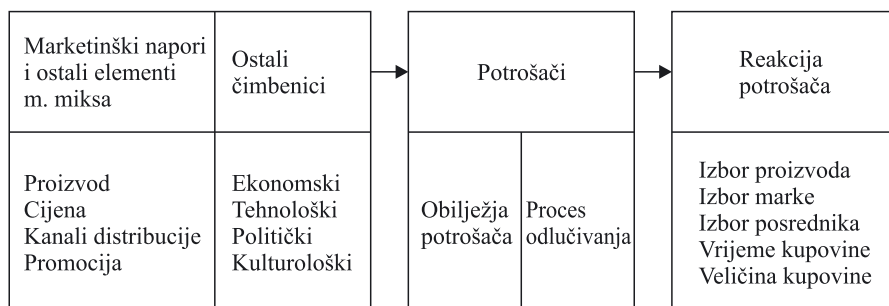 Marketinški napori
i ostali elementi
m. miksa
Ostali
čimbenici
Potrošači
Reakcija
potrošača
Proizvod
Cijena
Kanali distribucije
Promocija
Ekonomski
Tehnološki
Politički
Kulturološki
Obilježja
potrošača
Proces
odlučivanja
Izbor proizvoda
Izbor marke
Izbor posrednika
Vrijeme kupovine
Veličina kupovine